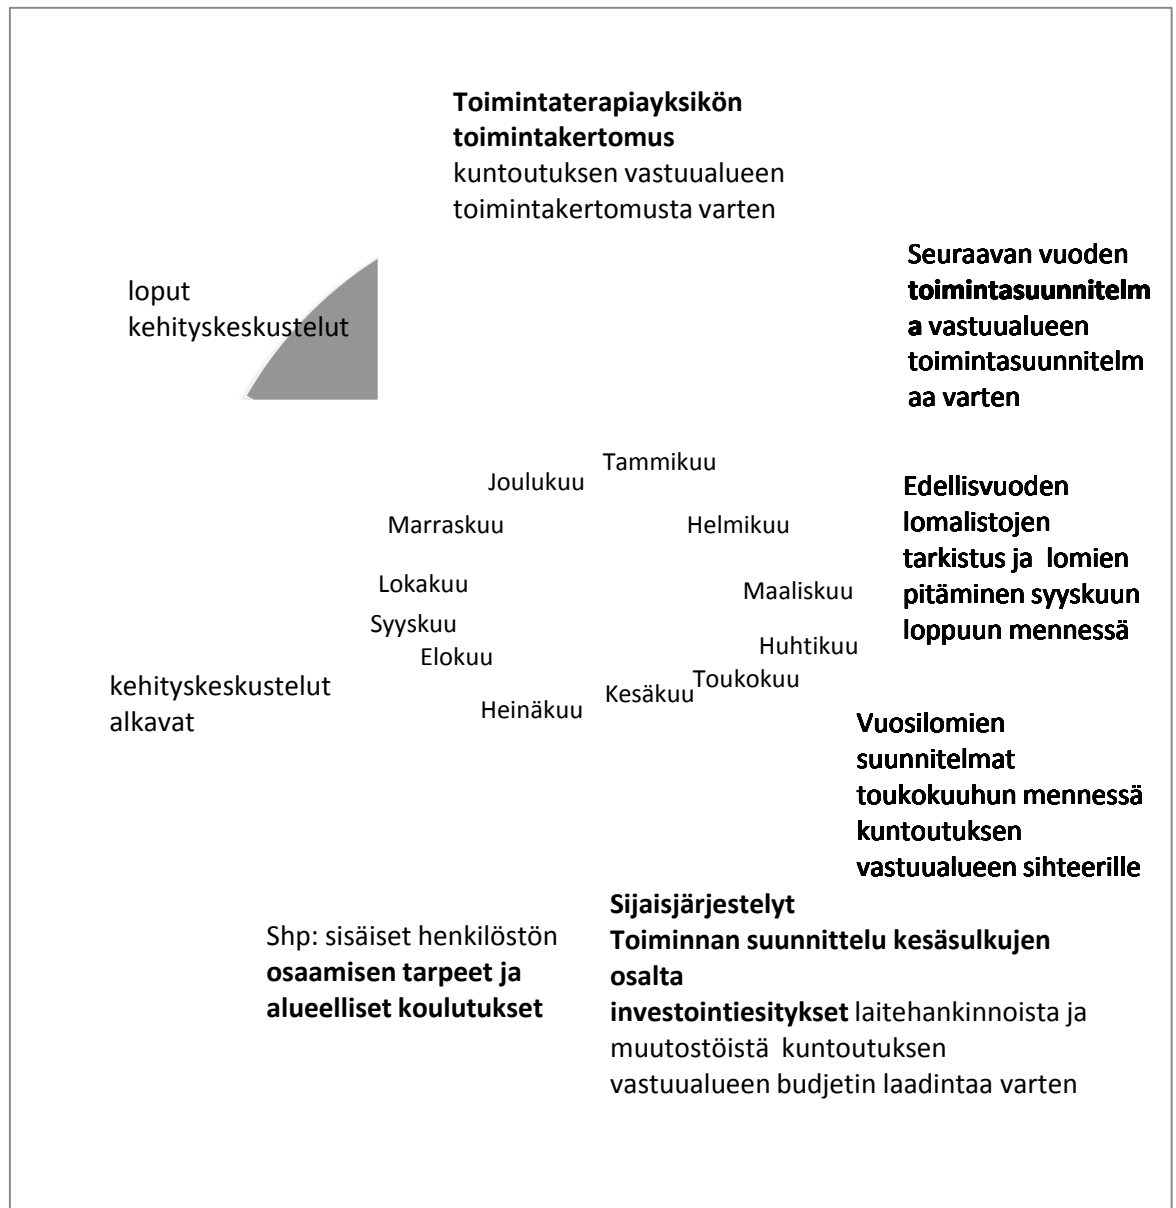 Toimintaterapiayksikön
toimintakertomus
kuntoutuksen vastuualueen
toimintakertomusta varten
loput
kehityskeskustelut
Seuraavan vuoden
toimintasuunnitelm
a vastuualueen
toimintasuunnitelm
aa varten
Tammikuu
Joulukuu
Marraskuu
Helmikuu
Lokakuu
Maaliskuu
Syyskuu
Huhtikuu
Elokuu
Toukokuu
Kesäkuu
Heinäkuu
Edellisvuoden
lomalistojen
tarkistus ja  lomien
pitäminen syyskuun
loppuun mennessä
kehityskeskustelut
alkavat
Vuosilomien
suunnitelmat
toukokuuhun mennessä
kuntoutuksen
vastuualueen sihteerille
Shp: sisäiset henkilöstön
osaamisen tarpeet ja
alueelliset koulutukset
Sijaisjärjestelyt
Toiminnan suunnittelu kesäsulkujen
osalta
investointiesitykset laitehankinnoista ja
muutostöistä  kuntoutuksen
vastuualueen budjetin laadintaa varten